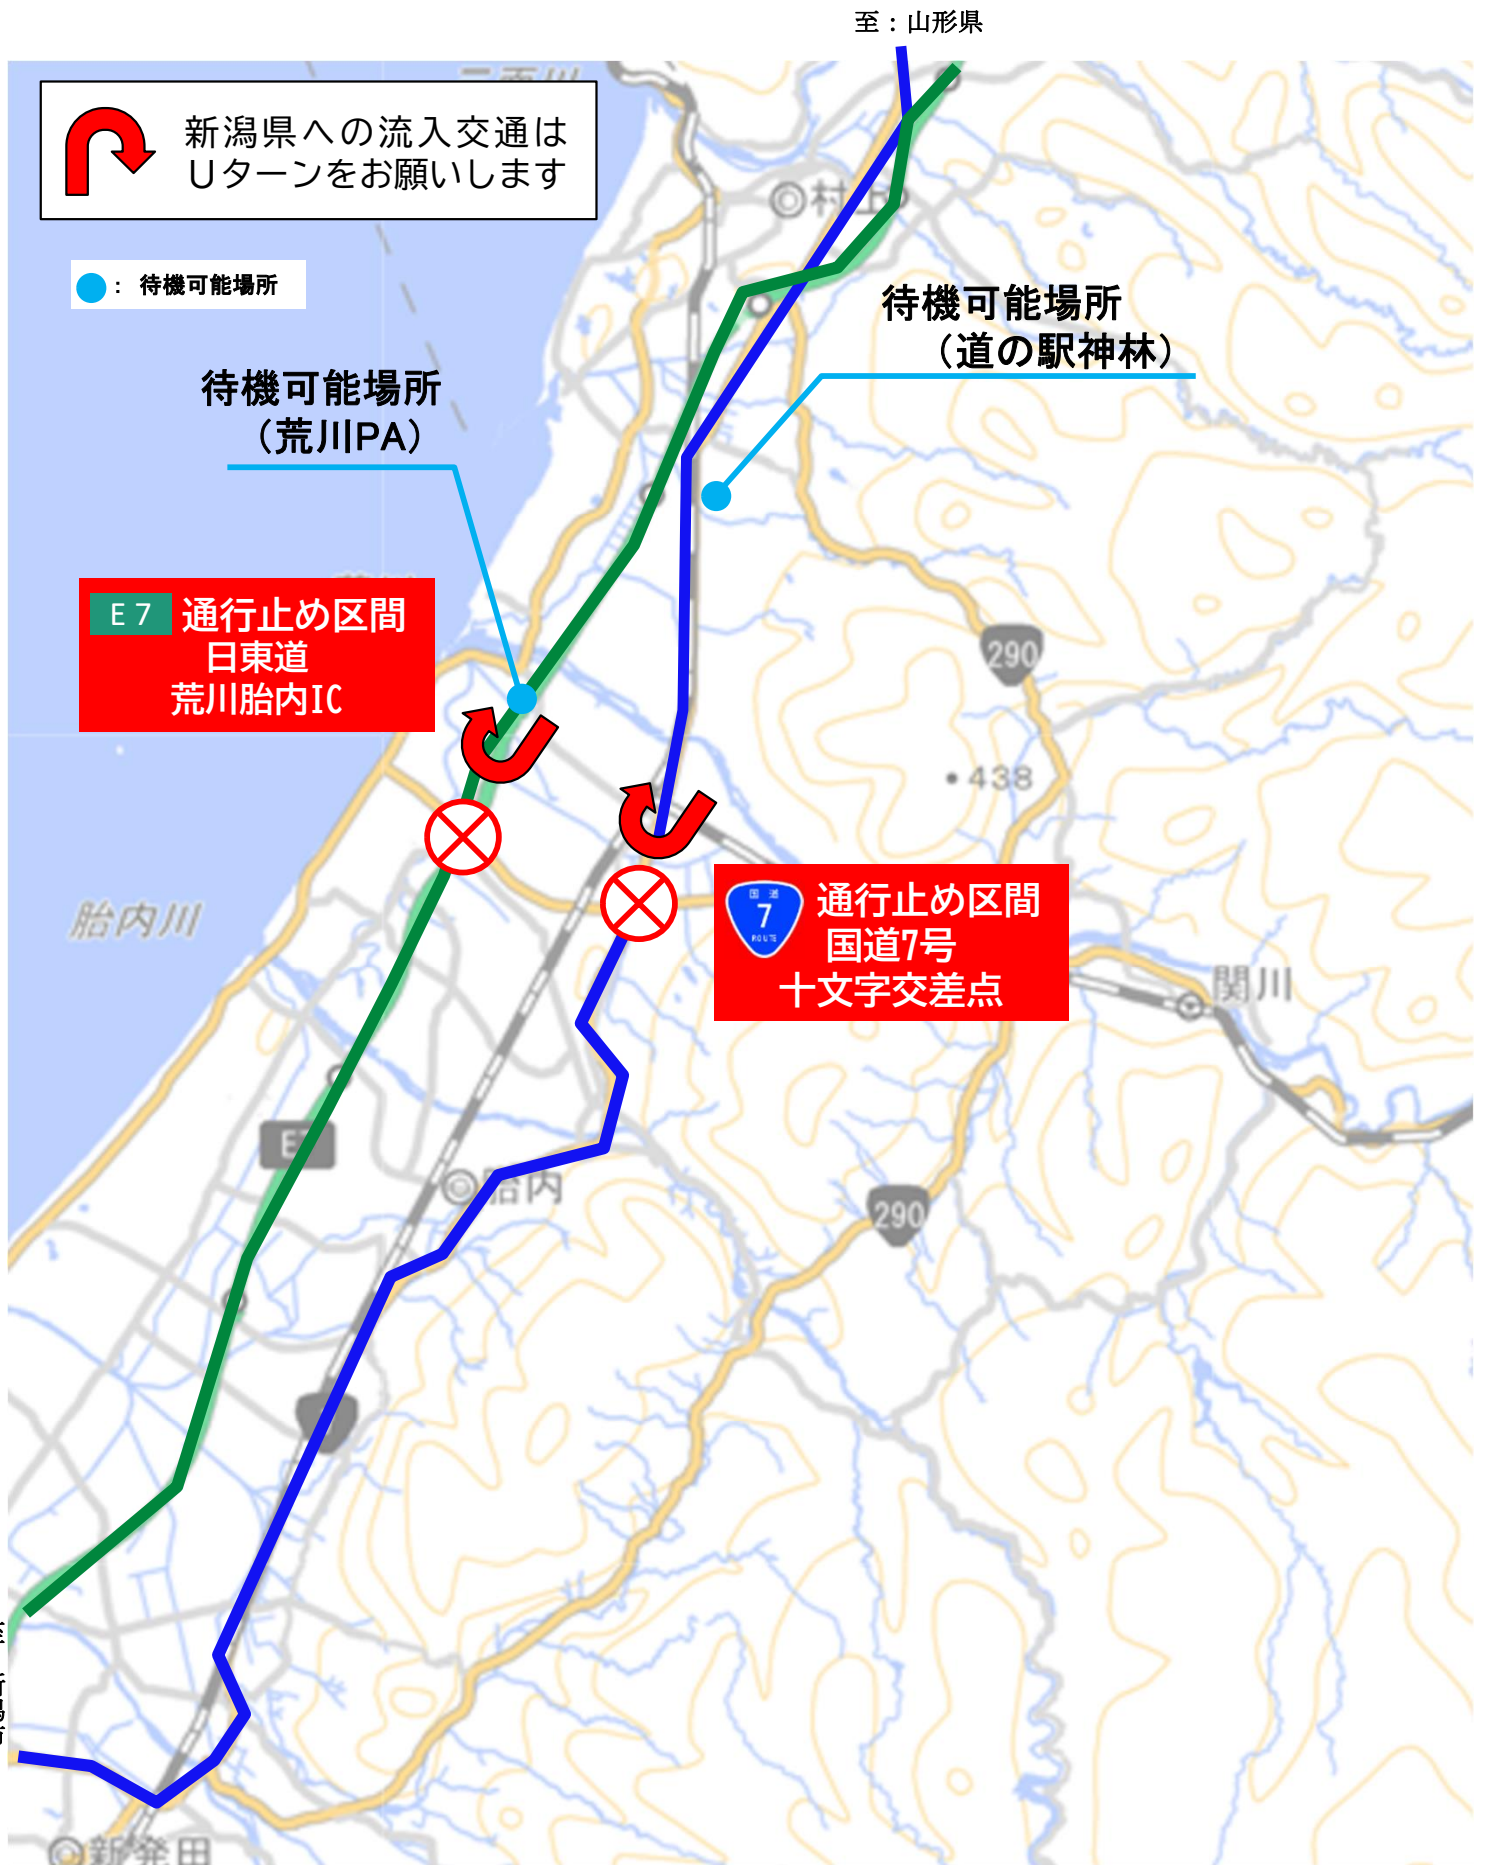 至：山形県
新潟県への流入交通は
Uターンをお願いします
： 待機可能場所
待機可能場所
（道の駅神林）
待機可能場所
（荒川PA）
E7 通行止め区間
日東道
荒川胎内IC
290
438
国道
7
ROUTE
通行止め区間
国道7号
十文字交差点
胎内川
関川
胎内
290
新発田